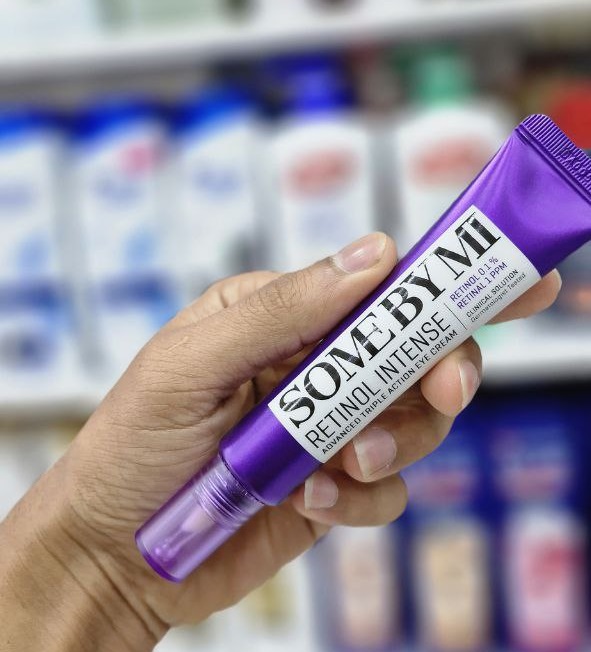 SOME BY MI
RETINOL INTENSE
ADVANCED TRIPLE ACTION EYE CREAM
RETINOL 0.1%
RETINAL 1 PPM
CLINICAL SOLUTION
Dermatologist Tested